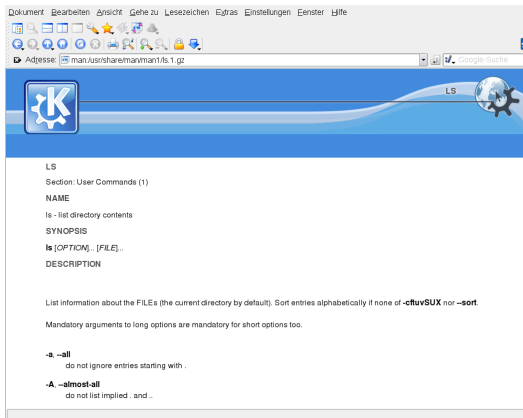 Dokument Bearbeiten Ansicht Gehe zu Lesezeichen Extras Einstellungen Fenster Hilfe
Adresse: man:/usr/share/man/man1/ls.1.gz
Google-Suche
LS
LS
Section: User Commands (1)
NAME
ls - list directory contents
SYNOPSIS
ls [OPTION]... [FILE]...
DESCRIPTION
List information about the FILEs (the current directory by default). Sort entries alphabetically if none of -cftuvSUX nor --sort.
Mandatory arguments to long options are mandatory for short options too.
-a, --all
do not ignore entries starting with .
-A, --almost-all
do not list implied . and ..